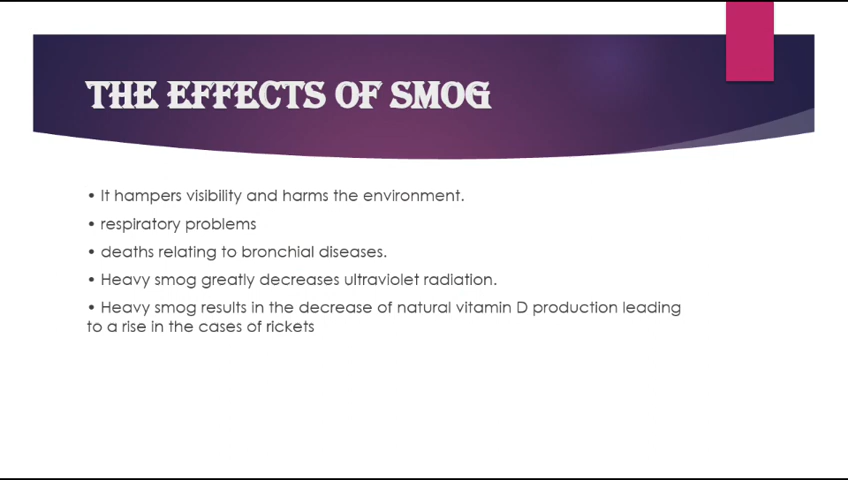 THE EFFECTS OF SMOG
• It hampers visibility and harms the environment.
• respiratory problems
• deaths relating to bronchial diseases.
• Heavy smog greatly decreases ultraviolet radiation.
• Heavy smog results in the decrease of natural vitamin D production leading
to a rise in the cases of rickets